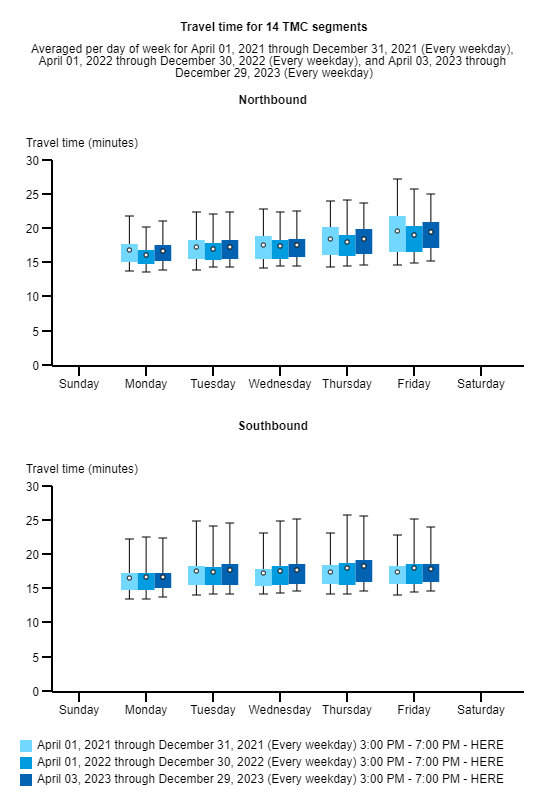 Travel time for 14 TMC segments
Averaged per day of week for April 01, 2021 through December 31, 2021 (Every weekday),
April 01, 2022 through December 30, 2022 (Every weekday), and April 03, 2023 through
December 29, 2023 (Every weekday)
Northbound
Travel time (minutes)
30
25
20
15
10
5
0
Sunday Monday Tuesday Wednesday Thursday Friday Saturday
Southbound
Travel time (minutes)
30
25
20
15
10
5
0
Sunday Monday Tuesday Wednesday Thursday Friday Saturday
April 01, 2021 through December 31, 2021 (Every weekday) 3:00 PM - 7:00 PM - HERE
April 01, 2022 through December 30, 2022 (Every weekday) 3:00 PM - 7:00 PM - HERE
April 03, 2023 through December 29, 2023 (Every weekday) 3:00 PM - 7:00 PM - HERE